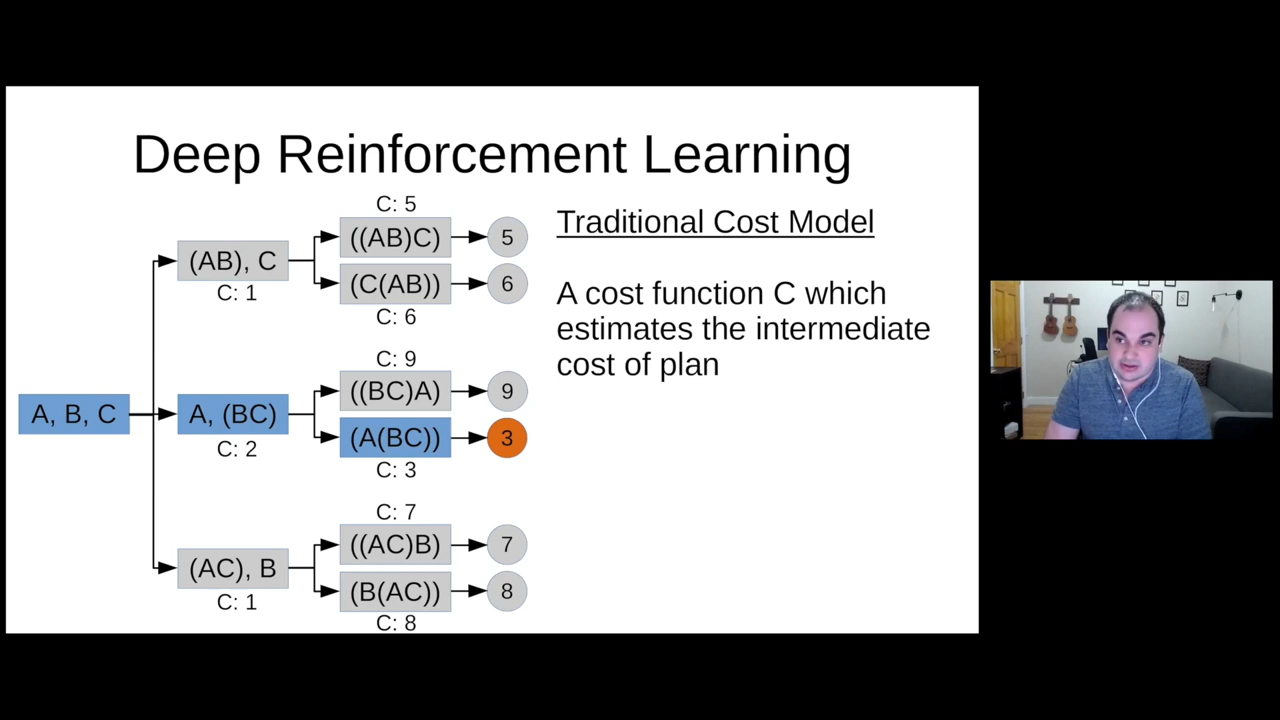 Deep Reinforcement Learning
C: 5
((AB)C)
5
(AB), C
C: 1
(C(AB))
6
C: 6
C: 9
((BC)A)
9
A, B, C
A, (BC)
C: 2
(A(BC))
3
C: 3
C: 7
((AC)B)
7
(AC), B
C: 1
(B(AC))
8
C: 8
Traditional Cost Model
A cost function C which
estimates the intermediate
cost of plan